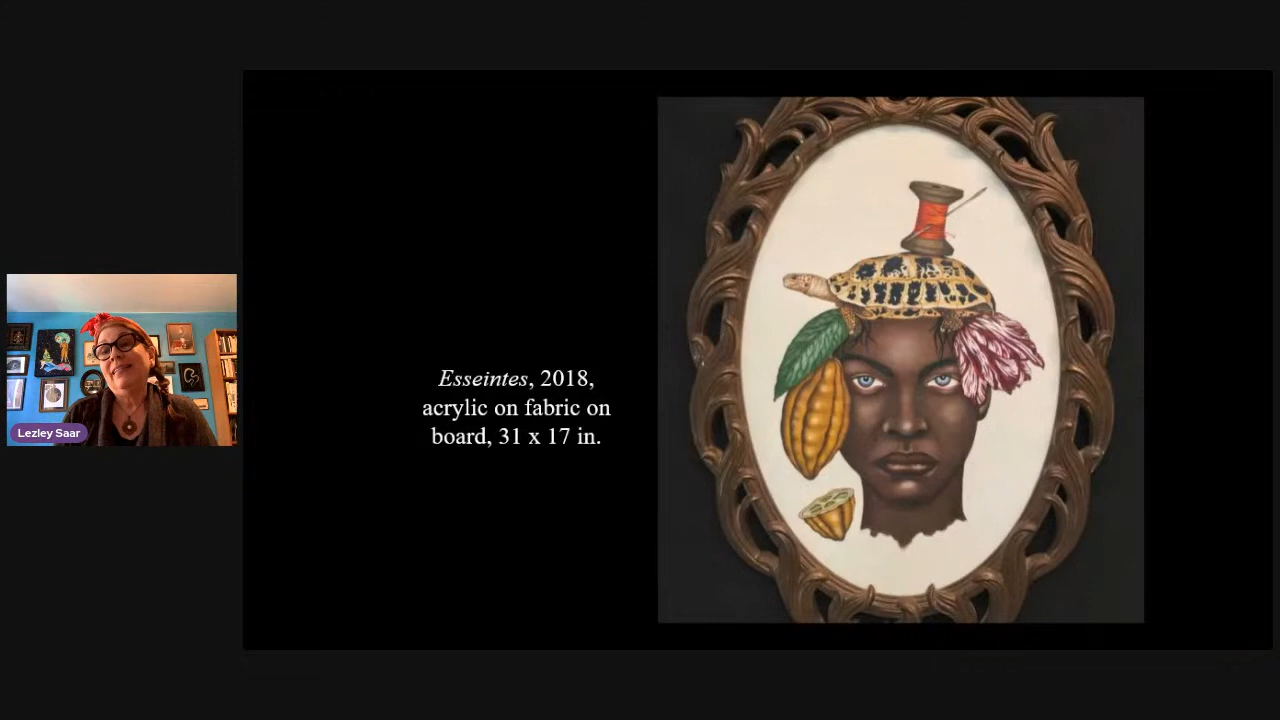 Lezley Saar
Esseintes, 2018,
acrylic on fabric on
board, 31 x 17 in.